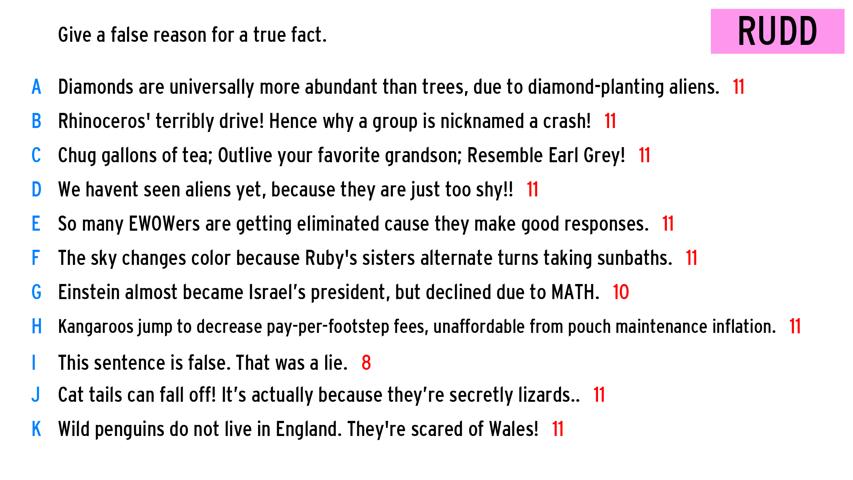 Give a false reason for a true fact.
RUDD
A Diamonds are universally more abundant than trees, due to diamond-planting aliens. 11
B Rhinoceros' terribly drive! Hence why a group is nicknamed a crash! 11
C Chug gallons of tea; Outlive your favorite grandson; Resemble Earl Grey! 11
D We havent seen aliens yet, because they are just too shy!! 11
E So many EWOWers are getting eliminated cause they make good responses. 11
F The sky changes color because Ruby's sisters alternate turns taking sunbaths. 11
G Einstein almost became Israel's president, but declined due to MATH. 10
H Kangaroos jump to decrease pay-per-footstep fees, unaffordable from pouch maintenance inflation. 11
I This sentence is false. That was a lie. 8
J Cat tails can fall off! It's actually because they're secretly lizards.. 11
K Wild penguins do not live in England. They're scared of Wales! 11